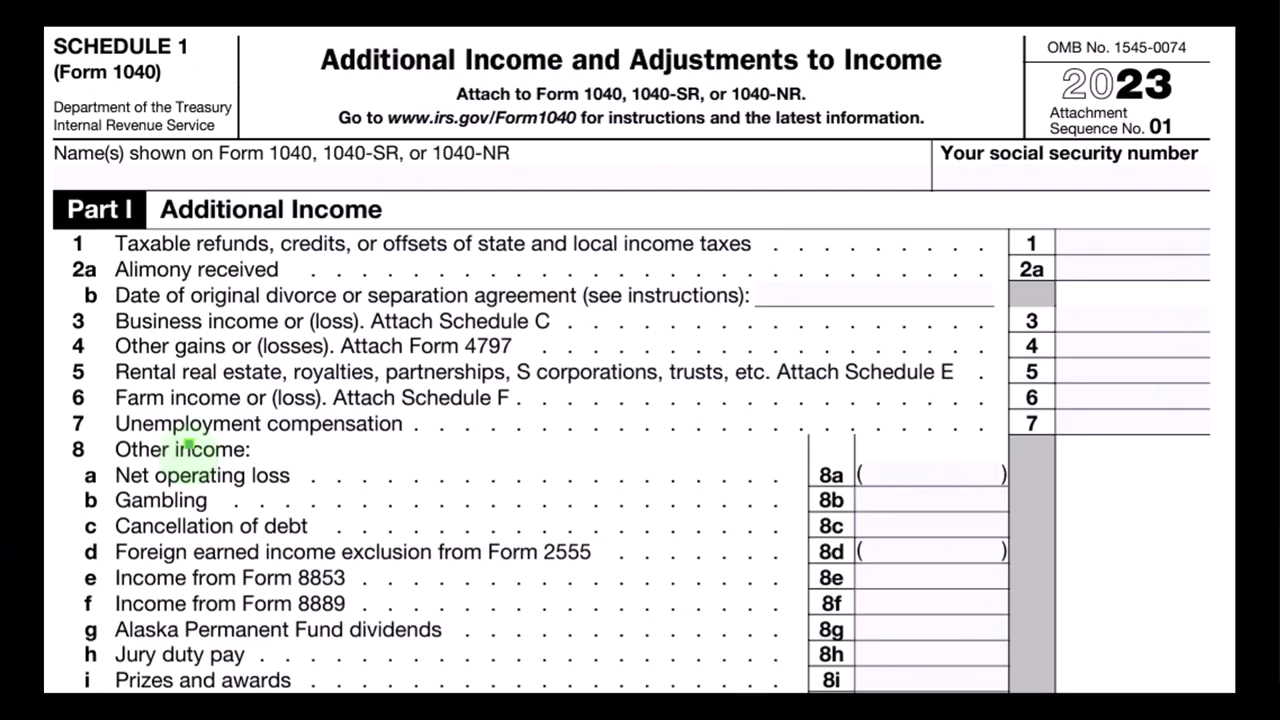 SCHEDULE 1
(Form 1040)
Department of the Treasury
Internal Revenue Service
Additional Income and Adjustments to Income
Attach to Form 1040, 1040-SR, or 1040-NR.
Go to www.irs.gov/Form1040 for instructions and the latest information.
OMB No. 1545-0074
2023
Attachment
Sequence No. 01
Name(s) shown on Form 1040, 1040-SR, or 1040-NR
Your social security number
Part I Additional Income
1 Taxable refunds, credits, or offsets of state and local income taxes . . . . . . . . . 1
2a Alimony received . . . . . . . . . . . . . . . . . . . . . . . . . . . 2a
b Date of original divorce or separation agreement (see instructions):
3 Business income or (loss). Attach Schedule C . . . . . . . . . . . . . . . . . 3
4 Other gains or (losses). Attach Form 4797 . . . . . . . . . . . . . . . . . . 4
5 Rental real estate, royalties, partnerships, S corporations, trusts, etc. Attach Schedule E . 5
6 Farm income or (loss). Attach Schedule F . . . . . . . . . . . . . . . . . . . 6
7 Unemployment compensation . . . . . . . . . . . . . . . . . . . . . . . 7
8 Other income:
a Net operating loss . . . . . . . . . . . . . . . . . . . 8a ( )
b Gambling . . . . . . . . . . . . . . . . . . . . . . 8b
c Cancellation of debt . . . . . . . . . . . . . . . . . . 8c
d Foreign earned income exclusion from Form 2555 . . . . . . . 8d ( )
e Income from Form 8853 . . . . . . . . . . . . . . . . . 8e
f Income from Form 8889 . . . . . . . . . . . . . . . . . 8f
g Alaska Permanent Fund dividends . . . . . . . . . . . . . 8g
h Jury duty pay . . . . . . . . . . . . . . . . . . . . . 8h
i Prizes and awards . . . . . . . . . . . . . . . . . . . 8i